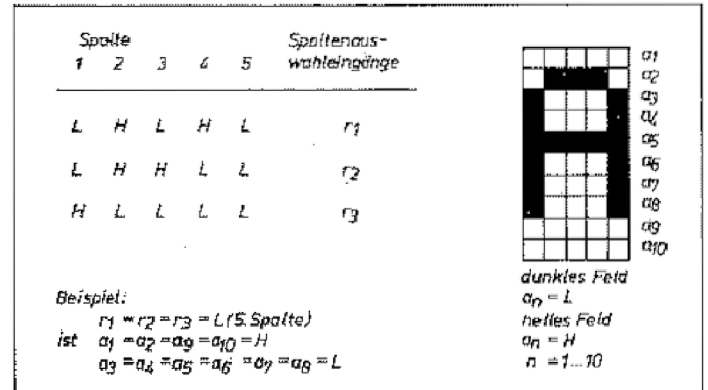 Spalte Spaltenaus-
1 2 3 4 5 wahleingänge
L H L H L r1
L H H L L r2
H L L L L r3
a1
a2
a3
a4
a5
a6
a7
a8
a9
a10
dunkles Feld
an = L
helles Feld
an = H
n = 1...10
Beispiel:
r1 = r2 = r3 = L (5. Spalte)
ist a1 = a2 = a9 = a10 = H
a3 = a4 = a5 = a6 = a7 = a8 = L